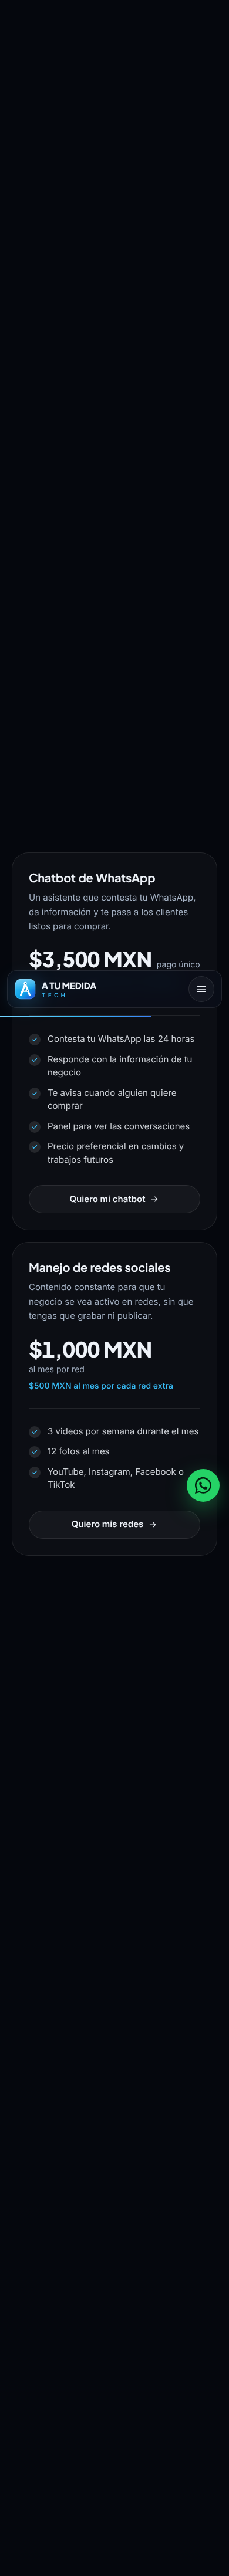 Chatbot de WhatsApp
Un asistente que contesta tu WhatsApp,
da información y te pasa a los clientes
listos para comprar.
$3,500 MXN pago único
A TU MEDIDA
TECH
Contesta tu WhatsApp las 24 horas
Responde con la información de tu
negocio
Te avisa cuando alguien quiere
comprar
Panel para ver las conversaciones
Precio preferencial en cambios y
trabajos futuros
Quiero mi chatbot →
Manejo de redes sociales
Contenido constante para que tu
negocio se vea activo en redes, sin que
tengas que grabar ni publicar.
$1,000 MXN
al mes por red
$500 MXN al mes por cada red extra
3 videos por semana durante el mes
12 fotos al mes
YouTube, Instagram, Facebook o
TikTok
Quiero mis redes →